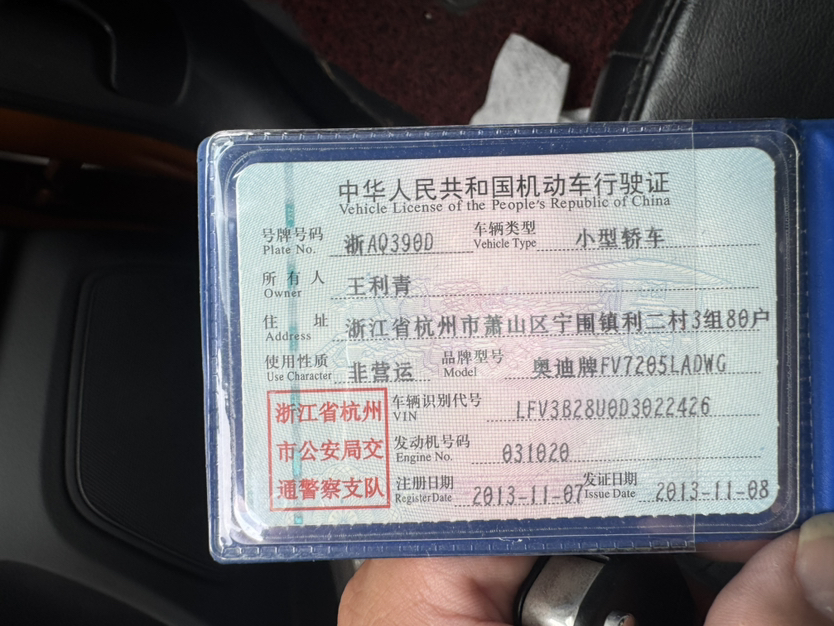 中华人民共和国机动车行驶证
Vehicle License of the People's Republic of China
号牌号码 浙AQ390D 车辆类型 小型轿车
Plate No. Vehicle Type
所有人 王利青
Owner
住址 浙江省杭州市萧山区宁围镇利二村3组80户
Address
使用性质 非营运 品牌型号 奥迪牌FV7205LADWG
Use Character Model
浙江省杭州
市公安局交
通警察支队
车辆识别代号 LFV3B28U0D3022426
VIN
发动机号码 031020
Engine No.
注册日期 2013-11-07 发证日期 2013-11-08
Register Date Issue Date